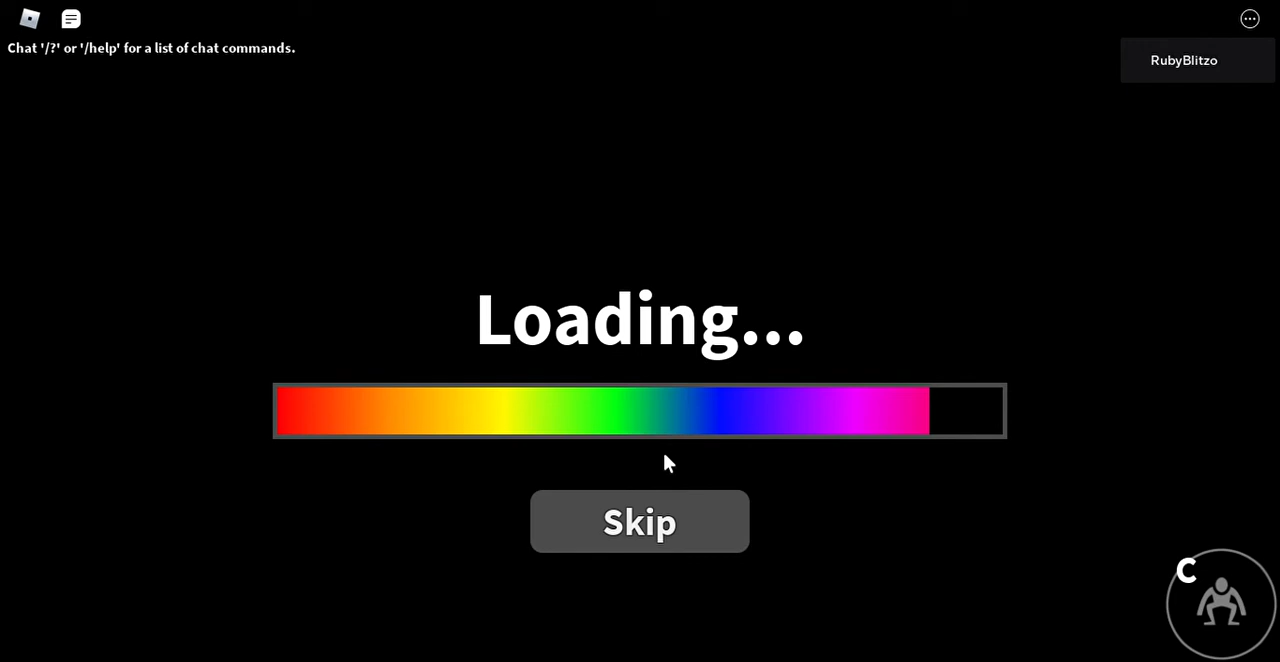 Chat '/?' or '/help' for a list of chat commands.
RubyBlitzo
Loading...
Skip
C